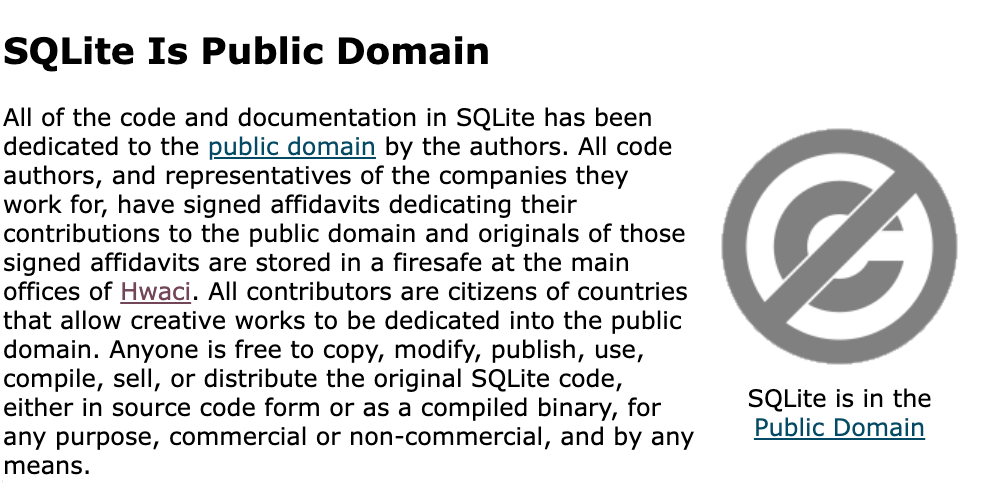 SQLite Is Public Domain
All of the code and documentation in SQLite has been
dedicated to the public domain by the authors. All code
authors, and representatives of the companies they
work for, have signed affidavits dedicating their
contributions to the public domain and originals of those
signed affidavits are stored in a firesafe at the main
offices of Hwaci. All contributors are citizens of countries
that allow creative works to be dedicated into the public
domain. Anyone is free to copy, modify, publish, use,
compile, sell, or distribute the original SQLite code,
either in source code form or as a compiled binary, for
any purpose, commercial or non-commercial, and by any
means.
SQLite is in the
Public Domain